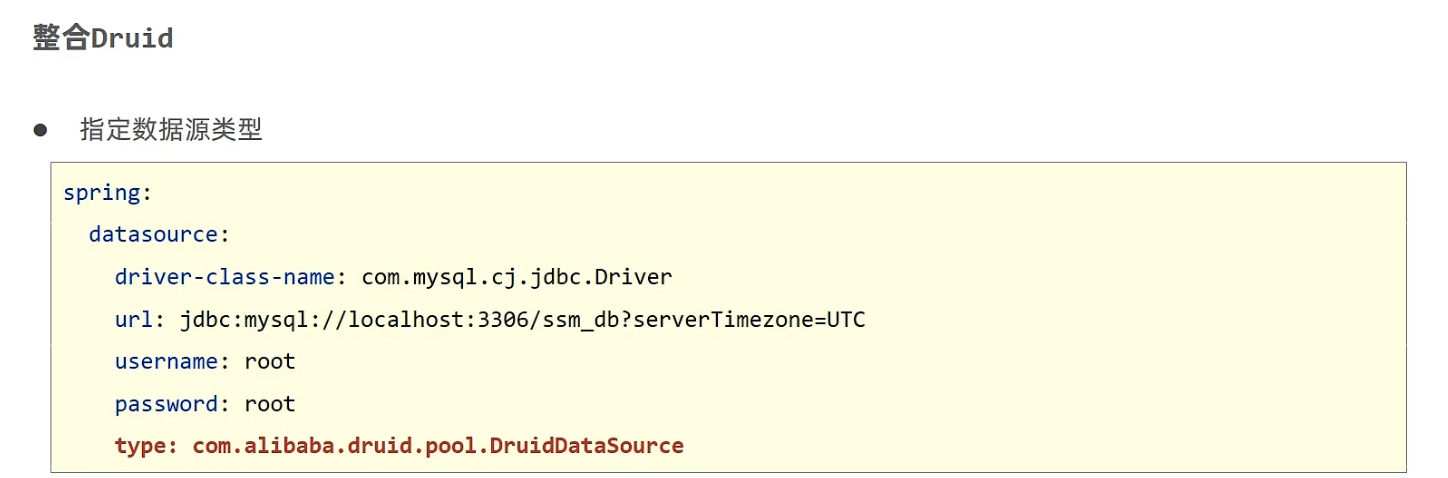 整合Druid
● 指定数据源类型
spring:
  datasource:
    driver-class-name: com.mysql.cj.jdbc.Driver
    url: jdbc:mysql://localhost:3306/ssm_db?serverTimezone=UTC
    username: root
    password: root
    type: com.alibaba.druid.pool.DruidDataSource